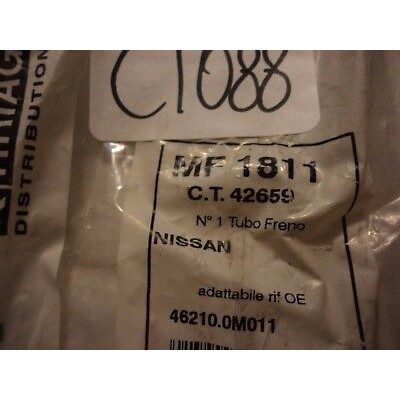 C1088
DISTRIBUTION
MF 1811
C.T. 42659
N° 1 Tubo Freno
NISSAN
adattabile rif OE
46210.0M011